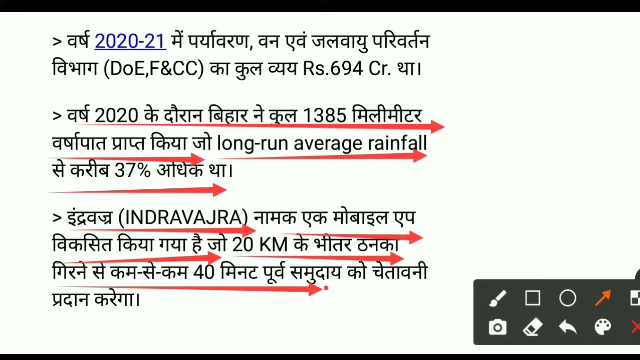 > वर्ष 2020-21 में पर्यावरण, वन एवं जलवायु परिवर्तन
विभाग (DoE,F&CC) का कुल व्यय Rs.694 Cr. था।
> वर्ष 2020 के दौरान बिहार ने कुल 1385 मिलीमीटर
वर्षापात प्राप्त किया जो long-run average rainfall
से करीब 37% अधिक था।
> इंद्रवज्र (INDRAVAJRA) नामक एक मोबाइल एप
विकसित किया गया है जो 20 KM के भीतर ठनका
गिरने से कम-से-कम 40 मिनट पूर्व समुदाय को चेतावनी
प्रदान करेगा।